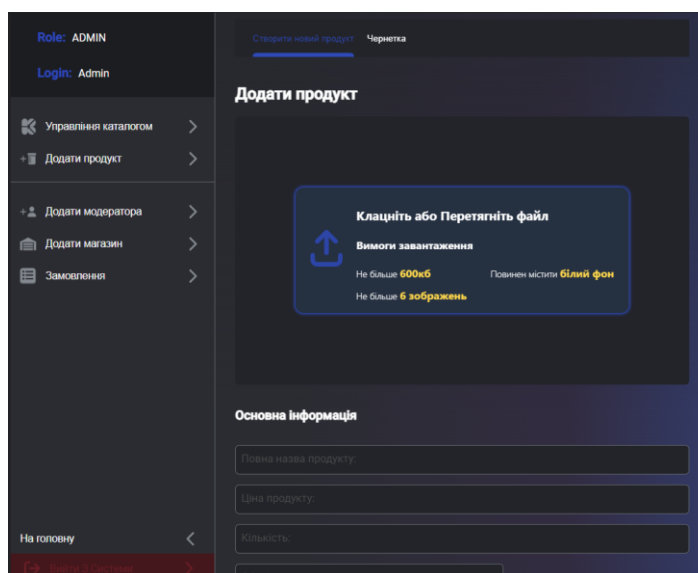 Role: ADMIN
Login: Admin
Управління каталогом
Додати продукт
Додати модератора
Додати магазин
Замовлення
На головну
Вийти З Системи
Створити новий продукт
Чернетка
Додати продукт
Клацніть або Перетягніть файл
Вимоги завантаження
Не більше 600кб
Повинен містити білий фон
Не більше 6 зображень
Основна інформація
Повна назва продукту:
Ціна продукту:
Кількість: